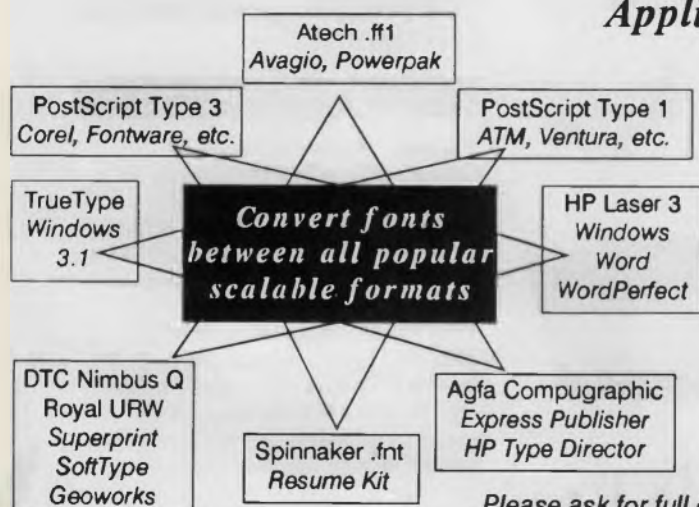 Atech .ff1
Avagio, Powerpak
PostScript Type 3
Corel, Fontware, etc.
PostScript Type 1
ATM, Ventura, etc.
TrueType
Windows
3.1
Convert fonts
between all popular
scalable formats
HP Laser 3
Windows
Word
WordPerfect
DTC Nimbus Q
Royal URW
Superprint
SoftType
Geoworks
Spinnaker .fnt
Resume Kit
Agfa Compugraphic
Express Publisher
HP Type Director
Please ask for full